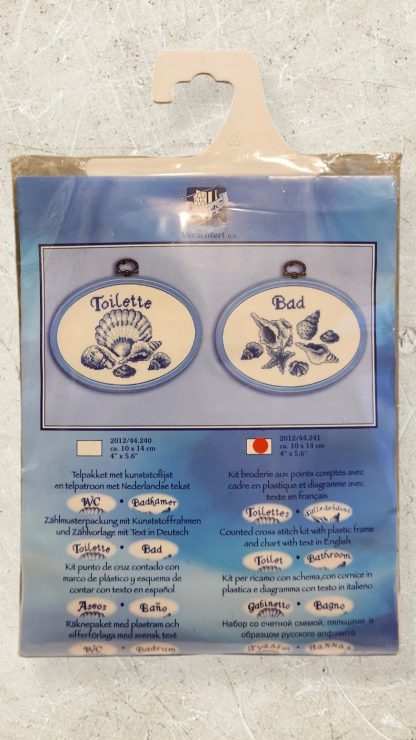 Verachtert n.v.
Toilette
Bad
2012/44.240
ca. 10 x 14 cm
4" x 5,6"
2012/44.241
ca. 10 x 14 cm
4" x 5,6"
Telpakket met kunststoflijst
en telpatroon met Nederlandse tekst
WC • Badkamer
Zählmusterpackung mit Kunststoffrahmen
und Zählvorlage mit Text in Deutsch
Toilette • Bad
Kit punto de cruz contado con
marco de plástico y esquema de
contar con texto en español
Aseos • Baño
Räknepaket med plastram och
sifferförlaga med svensk text
WC • Badrum
Kit broderie aux points comptés avec
cadre en plastique et diagramme avec
texte en français
Toilettes • Salle de bains
Counted cross stitch kit with plastic frame
and chart with text in English
Toilet • Bathroom
Kit per ricamo con schema,con cornice in
plastica e diagramma con testo in italiano
Gabinetto • Bagno
Набор со счетной схемой, пяльцами и
образцом русского алфавита
Туалет • Ванная